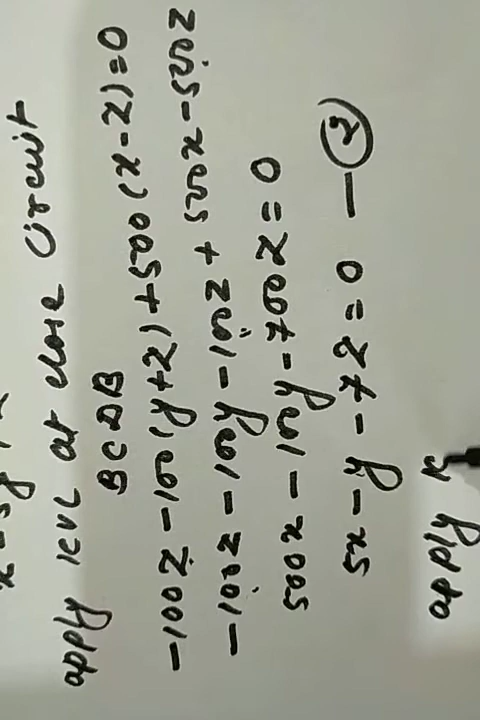 apply KVL at close circuit
BCDB
-100z - 100(y+z) + 500(x-z) = 0
-100z - 100y - 100z + 500x - 500z
500x - 100y - 700z = 0
5x - y - 7z = 0 — (2)
apply K